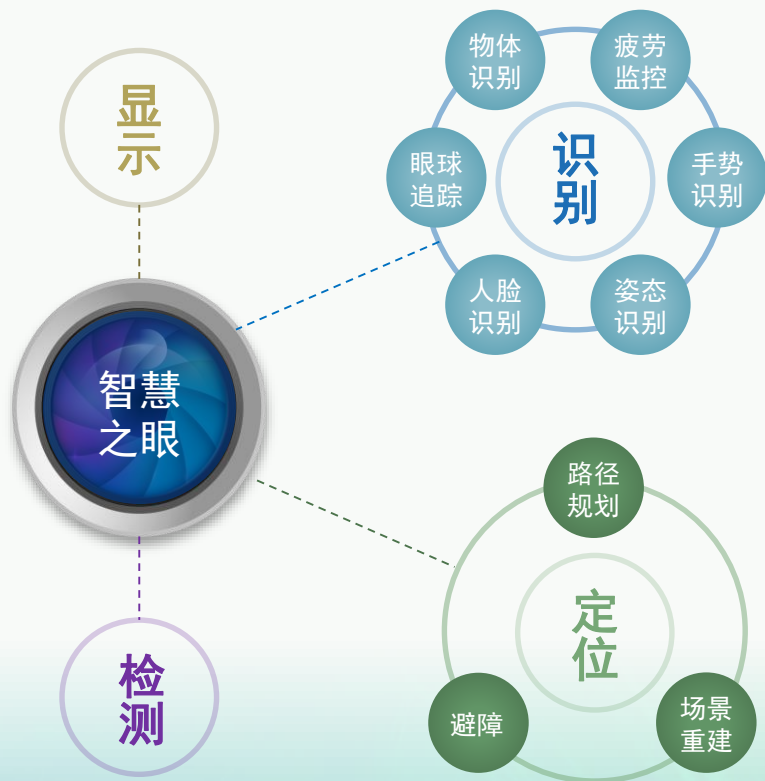 显
示
智慧
之眼
检
测
识
别
物体
识别
疲劳
监控
眼球
追踪
手势
识别
人脸
识别
姿态
识别
定
位
路径
规划
避障
场景
重建